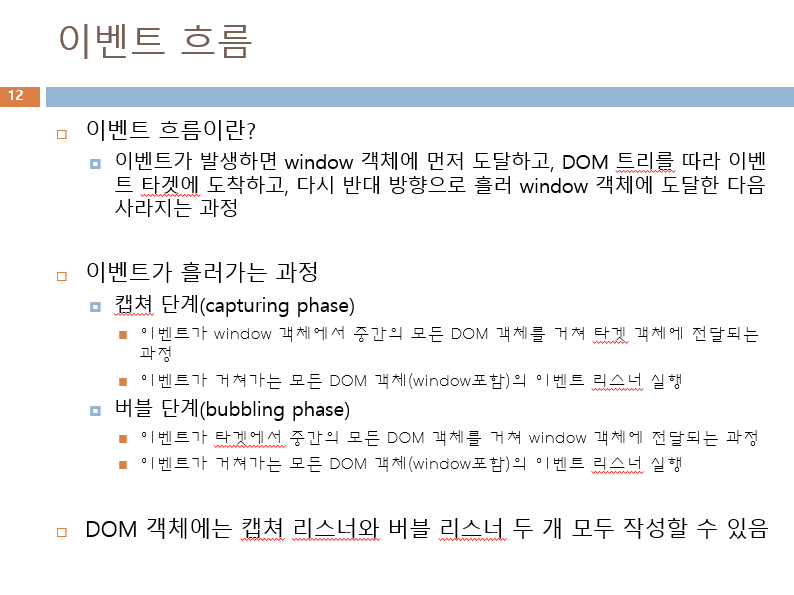 이벤트 흐름
12
이벤트 흐름이란?
이벤트가 발생하면 window 객체에 먼저 도달하고, DOM 트리를 따라 이벤
트 타겟에 도착하고, 다시 반대 방향으로 흘러 window 객체에 도달한 다음
사라지는 과정
이벤트가 흘러가는 과정
캡쳐 단계(capturing phase)
이벤트가 window 객체에서 중간의 모든 DOM 객체를 거쳐 타겟 객체에 전달되는
과정
이벤트가 거쳐가는 모든 DOM 객체(window포함)의 이벤트 리스너 실행
버블 단계(bubbling phase)
이벤트가 타겟에서 중간의 모든 DOM 객체를 거쳐 window 객체에 전달되는 과정
이벤트가 거쳐가는 모든 DOM 객체(window포함)의 이벤트 리스너 실행
DOM 객체에는 캡쳐 리스너와 버블 리스너 두 개 모두 작성할 수 있음